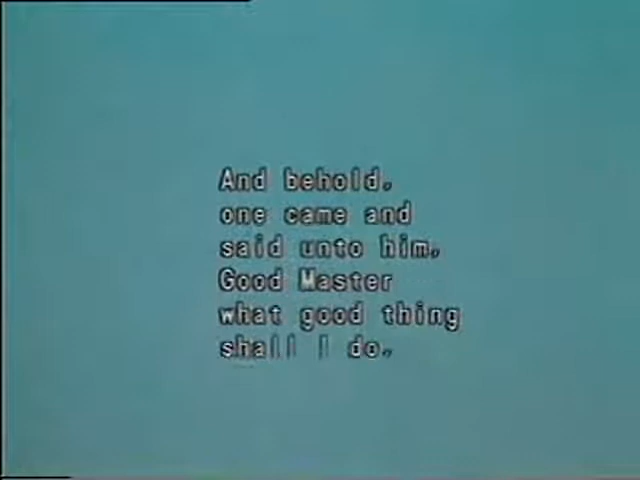 And behold,
one came and
said unto him,
Good Master
what good thing
shall I do,